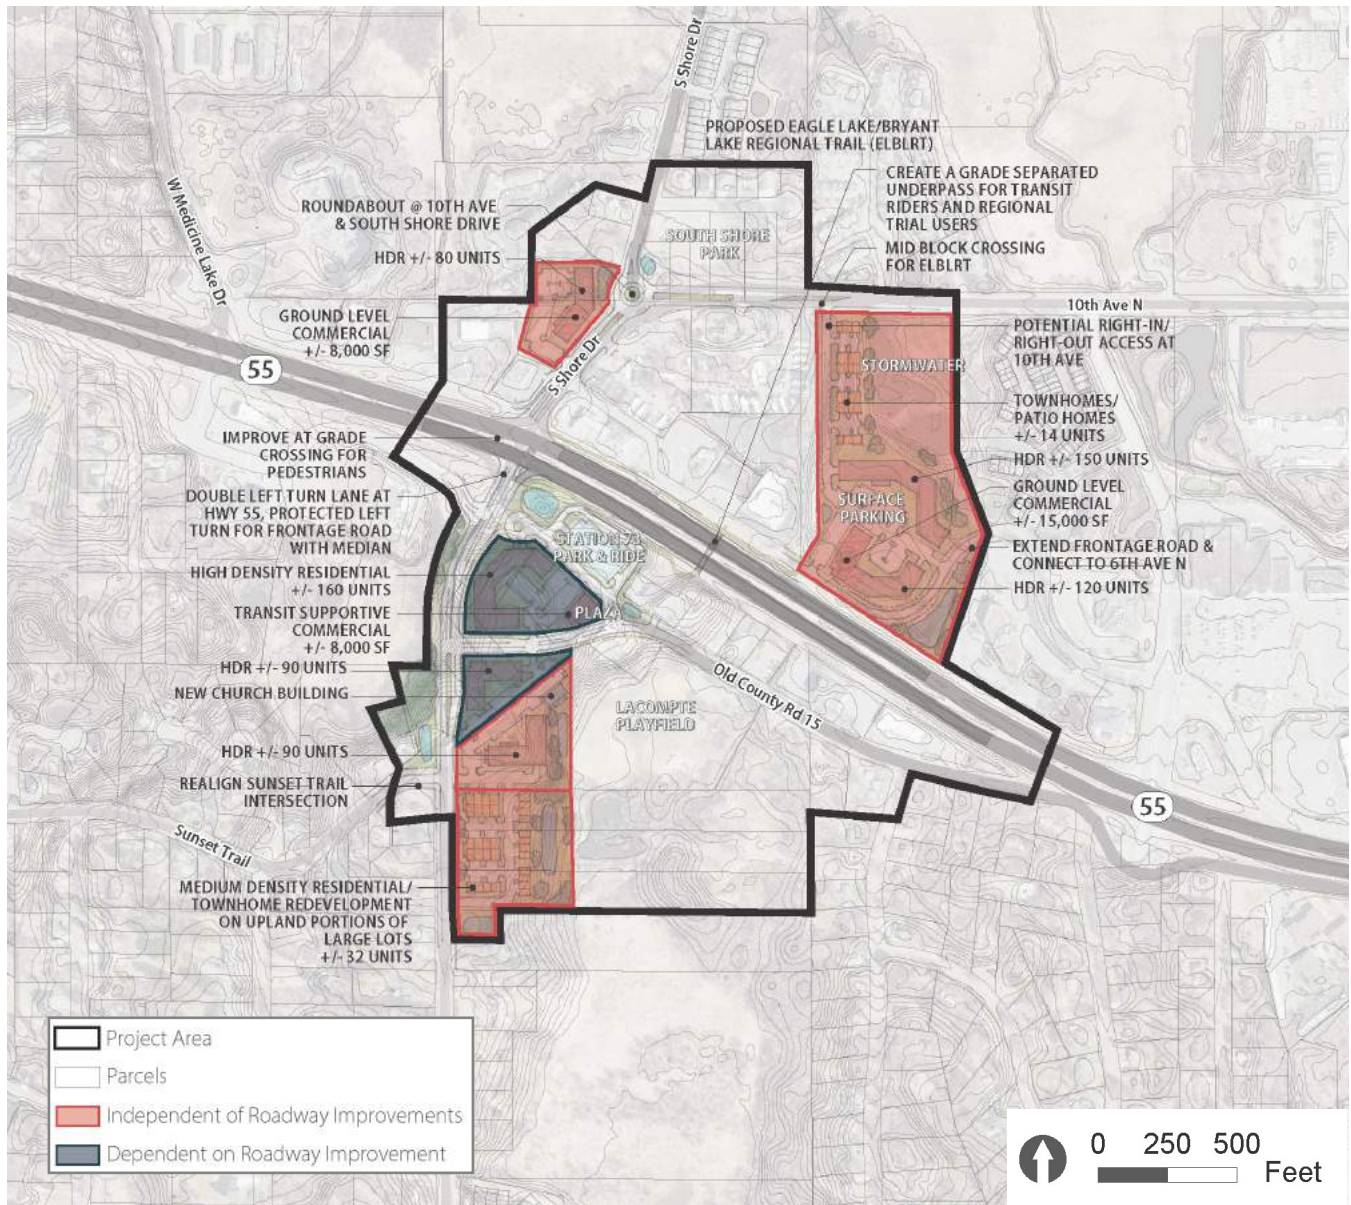 S Shore Dr
PROPOSED EAGLE LAKE/BRYANT
LAKE REGIONAL TRAIL (ELBLRT)
CREATE A GRADE SEPARATED
UNDERPASS FOR TRANSIT
RIDERS AND REGIONAL
TRIAL USERS
MID BLOCK CROSSING
FOR ELBLRT
W Medicine Lake Dr
ROUNDABOUT @ 10TH AVE
& SOUTH SHORE DRIVE
HDR +/- 80 UNITS
GROUND LEVEL
COMMERCIAL
+/- 8,000 SF
SOUTH SHORE
PARK
10th Ave N
POTENTIAL RIGHT-IN/
RIGHT-OUT ACCESS AT
10TH AVE
STORMWATER
TOWNHOMES/
PATIO HOMES
+/- 14 UNITS
HDR +/- 150 UNITS
GROUND LEVEL
COMMERCIAL
+/- 15,000 SF
SURFACE
PARKING
EXTEND FRONTAGE ROAD &
CONNECT TO 6TH AVE N
HDR +/- 120 UNITS
55
S Shore Dr
IMPROVE AT GRADE
CROSSING FOR
PEDESTRIANS
DOUBLE LEFT TURN LANE AT
HWY 55, PROTECTED LEFT
TURN FOR FRONTAGE ROAD
WITH MEDIAN
STATION 73
PARK & RIDE
HIGH DENSITY RESIDENTIAL
+/- 160 UNITS
TRANSIT SUPPORTIVE
COMMERCIAL
+/- 8,000 SF
PLAZA
HDR +/- 90 UNITS
NEW CHURCH BUILDING
LACOMPTE
PLAYFIELD
Old County Rd 15
HDR +/- 90 UNITS
REALIGN SUNSET TRAIL
INTERSECTION
55
Sunset Trail
MEDIUM DENSITY RESIDENTIAL/
TOWNHOME REDEVELOPMENT
ON UPLAND PORTIONS OF
LARGE LOTS
+/- 32 UNITS
Project Area
Parcels
Independent of Roadway Improvements
Dependent on Roadway Improvement
0 250 500
Feet